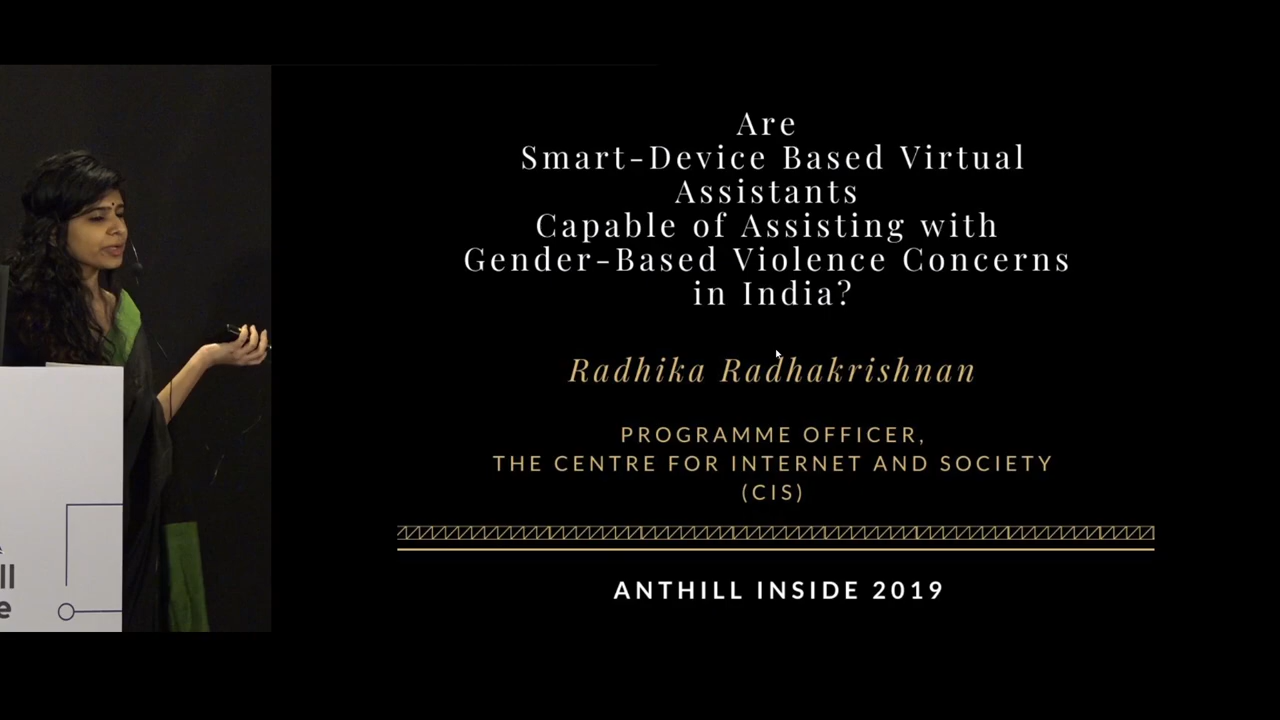 Are
Smart-Device Based Virtual
Assistants
Capable of Assisting with
Gender-Based Violence Concerns
in India?
Radhika Radhakrishnan
PROGRAMME OFFICER,
THE CENTRE FOR INTERNET AND SOCIETY
(CIS)
ANTHILL INSIDE 2019